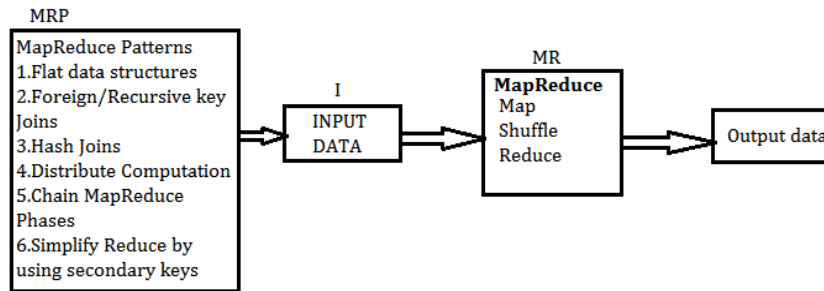 MRP
MapReduce Patterns
1.Flat data structures
2.Foreign/Recursive key
Joins
3.Hash Joins
4.Distribute Computation
5.Chain MapReduce
Phases
6.Simplify Reduce by
using secondary keys
I
INPUT
DATA
MR
MapReduce
Map
Shuffle
Reduce
Output data